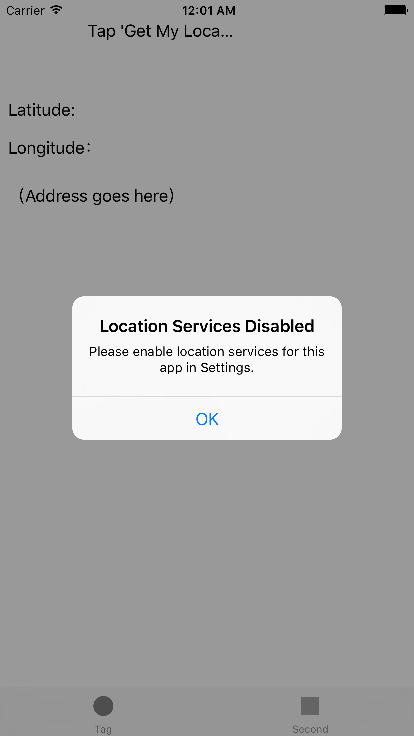 Carrier 12:01 AM
Tap 'Get My Loca...
Latitude:
Longitude：
（Address goes here）
Location Services Disabled
Please enable location services for this
app in Settings.
OK
Tag Second